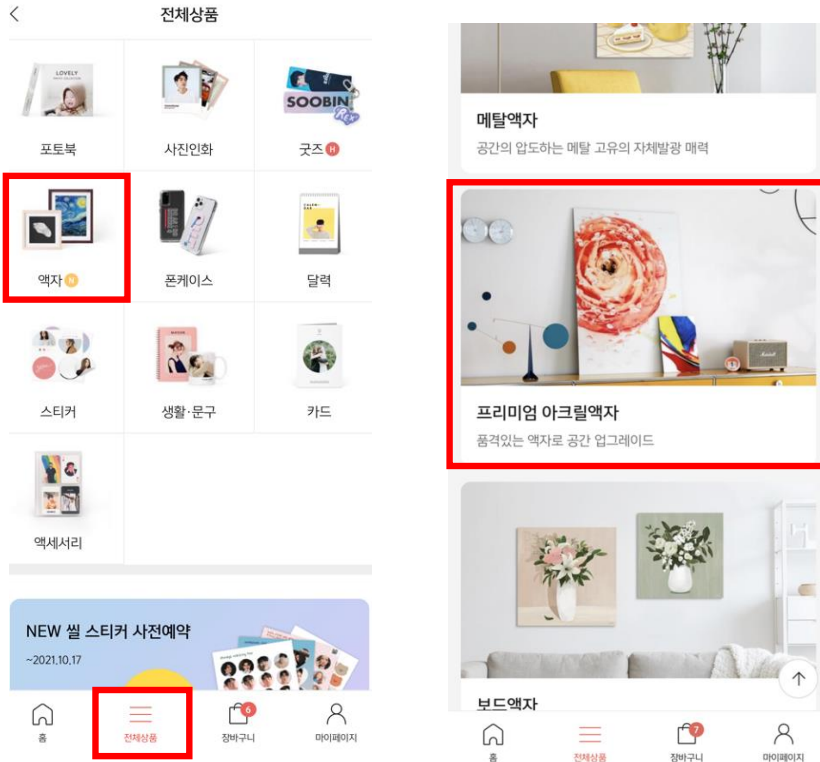 전체상품
LOVELY
포토북
사진인화
SOOBIN
REX
굿즈 H
액자 N
폰케이스
달력
스티커
생활·문구
카드
액세서리
NEW 씰 스티커 사전예약
~2021.10.17
홈
전체상품
6
장바구니
마이페이지
메탈액자
공간의 압도하는 메탈 고유의 자체발광 매력
Marshall
프리미엄 아크릴액자
품격있는 액자로 공간 업그레이드
보드액자
홈
전체상품
7
장바구니
마이페이지